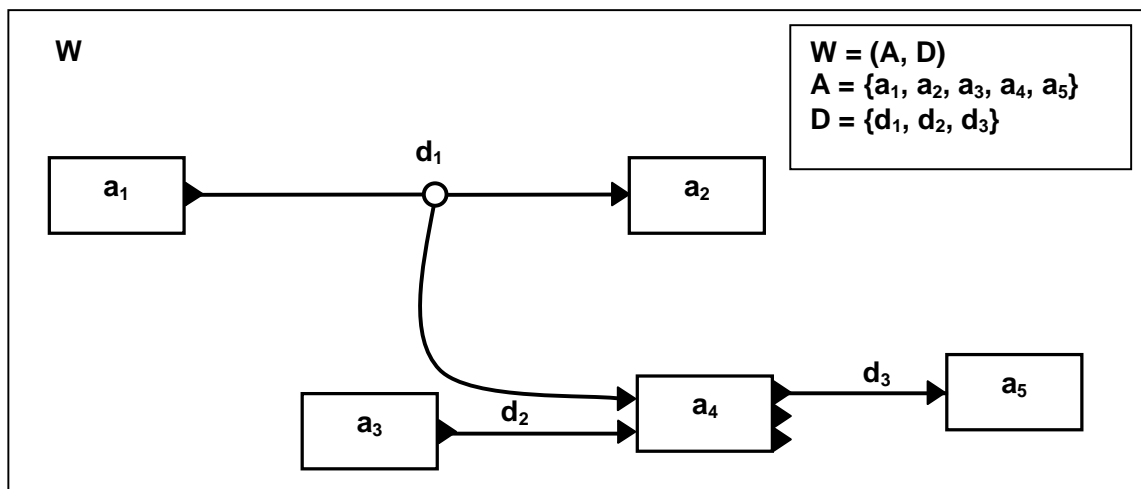 W
W = (A, D)
A = {a₁, a₂, a₃, a₄, a₅}
D = {d₁, d₂, d₃}
d₁
a₁
a₂
d₃
a₅
a₄
d₂
a₃